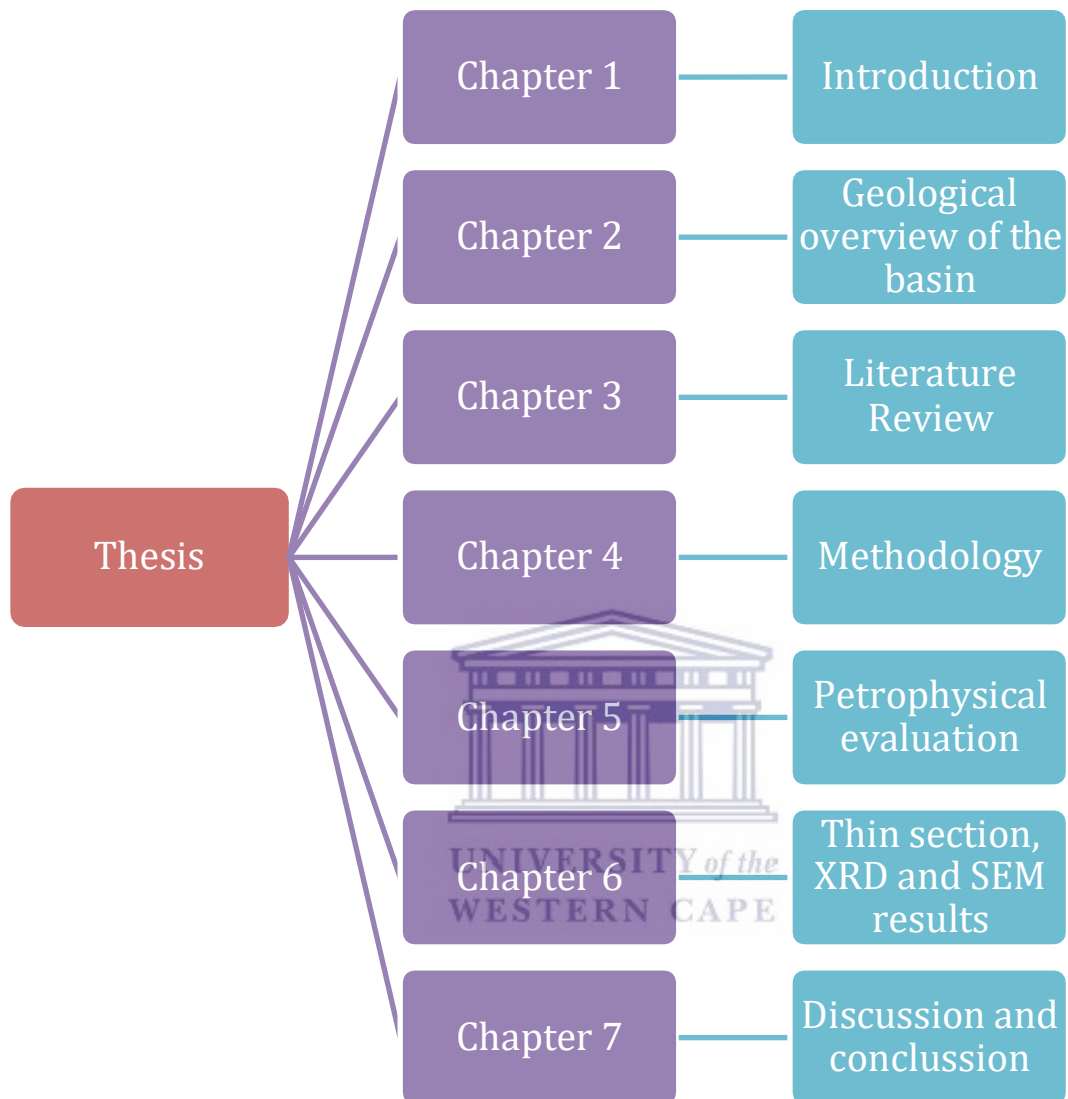 Thesis
Chapter 1
Introduction
Chapter 2
Geological
overview of the
basin
Chapter 3
Literature
Review
Chapter 4
Methodology
Chapter 5
Petrophysical
evaluation
Chapter 6
Thin section,
XRD and SEM
results
UNIVERSITY of the
WESTERN CAPE
Chapter 7
Discussion and
conclussion